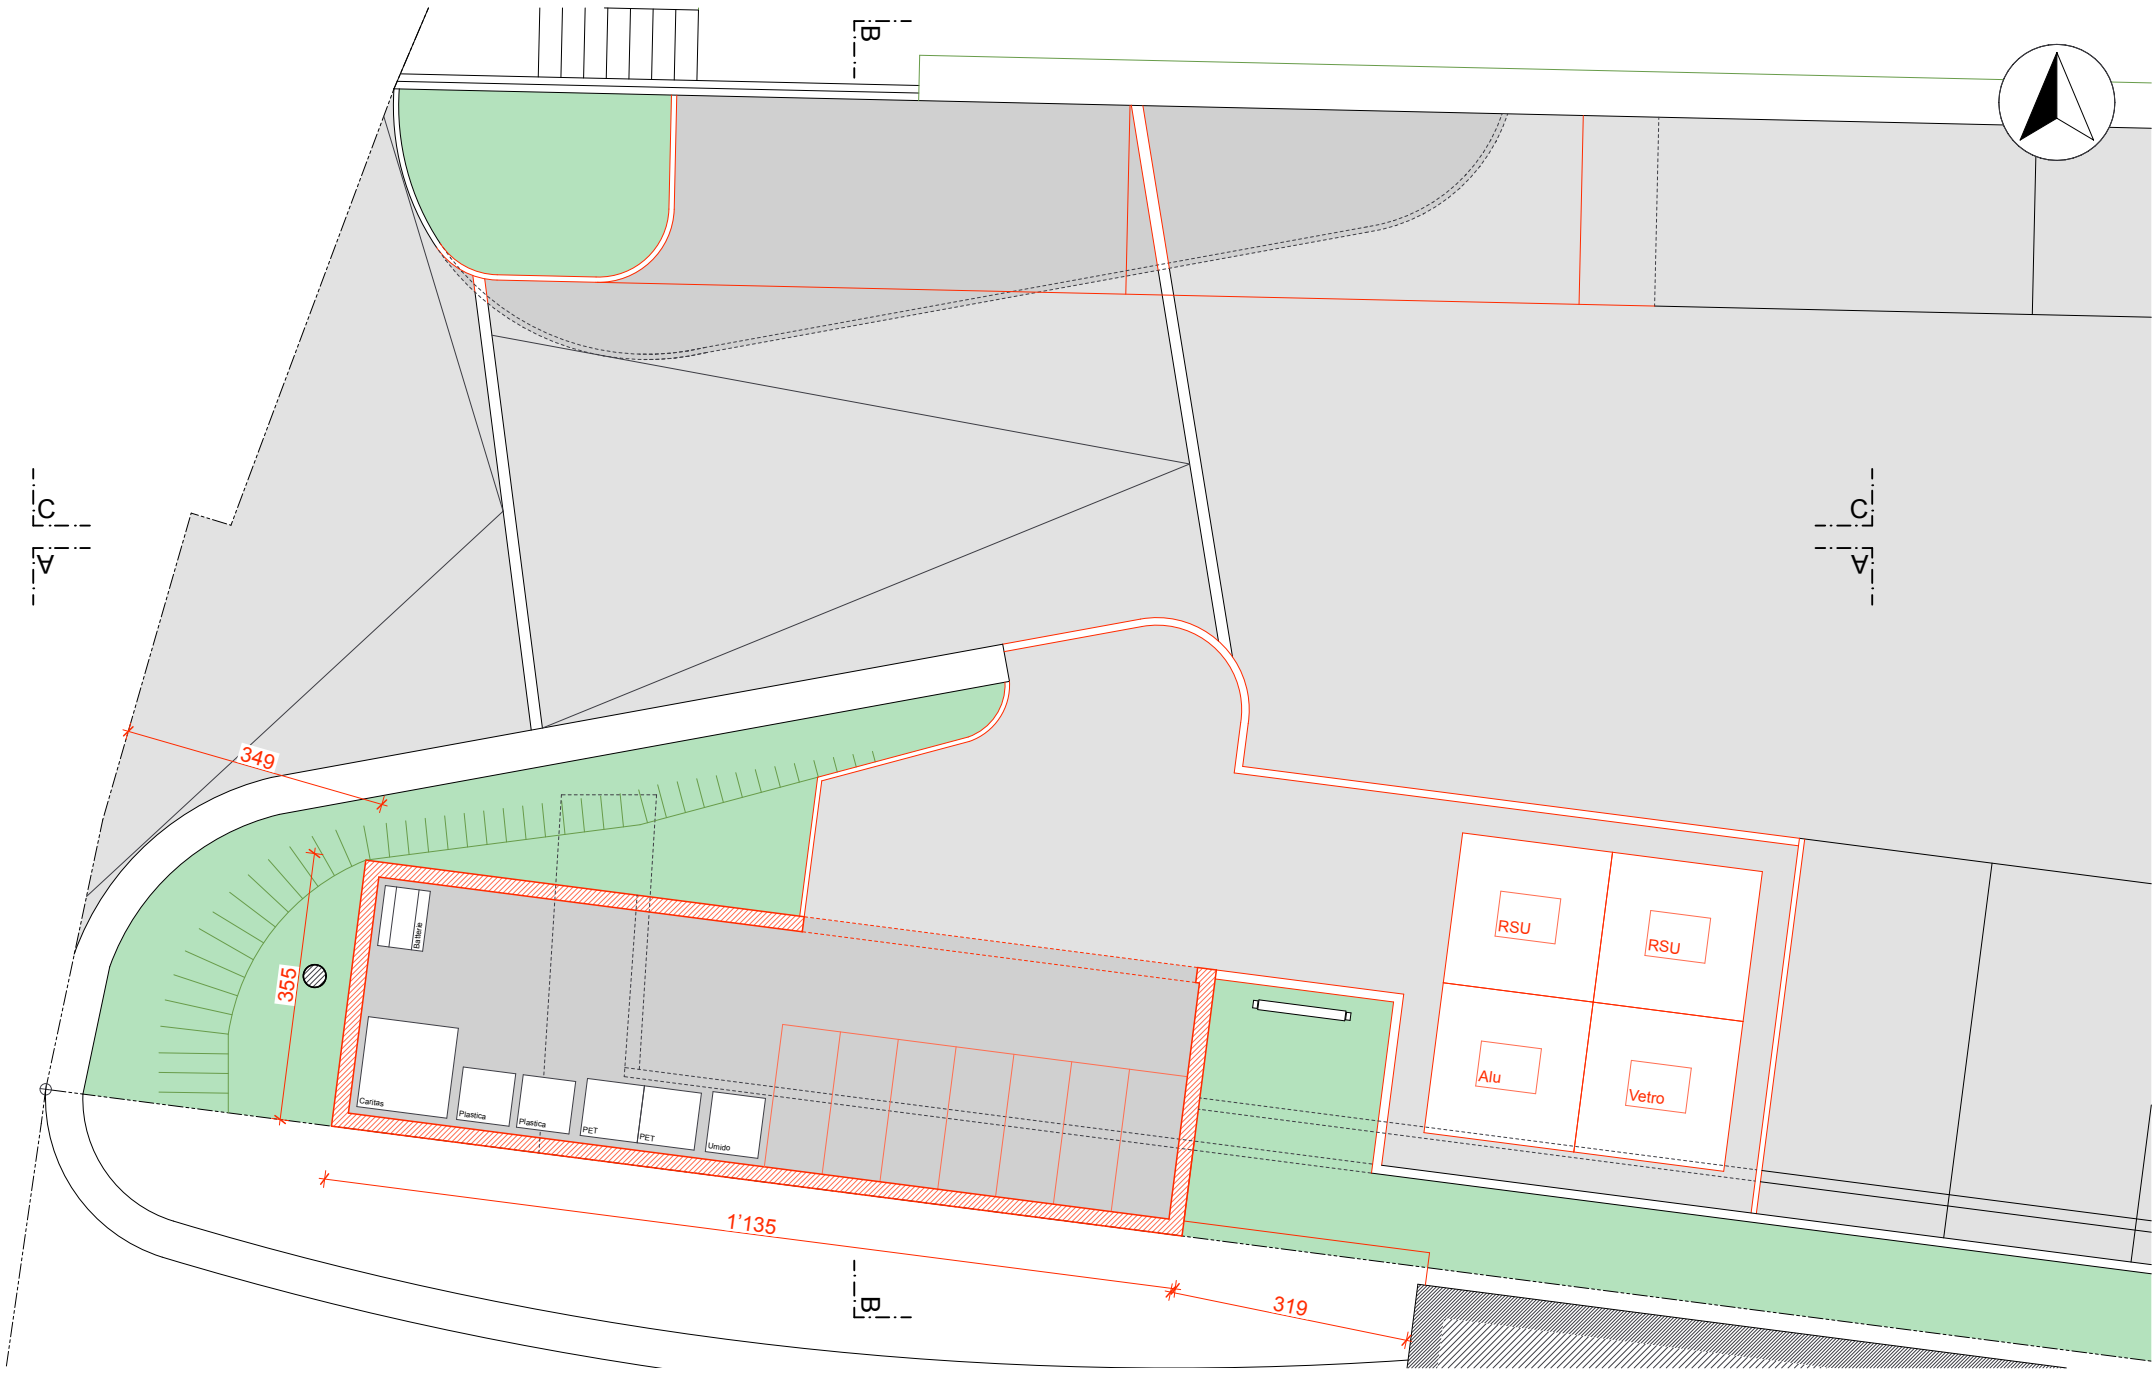 B
C
A
C
A
349
355
Batterie
Caritas
Plastica
Plastica
PET
PET
Umido
RSU
RSU
Alu
Vetro
1'135
319
B